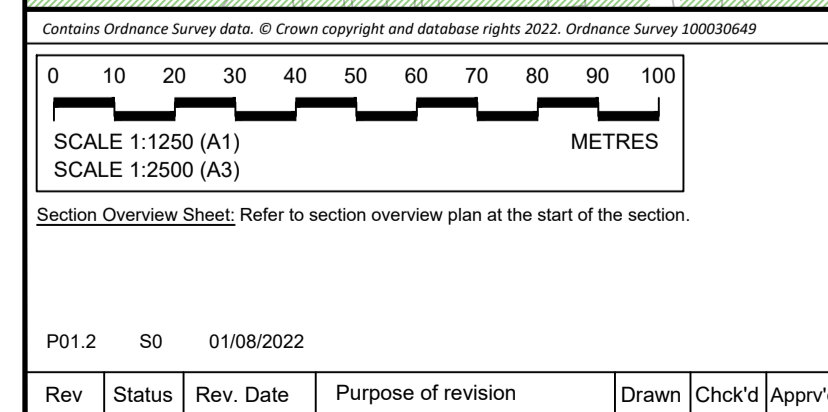 Contains Ordnance Survey data. © Crown copyright and database rights 2022. Ordnance Survey 100030649
0 10 20 30 40 50 60 70 80 90 100
SCALE 1:1250 (A1) METRES
SCALE 1:2500 (A3)
Section Overview Sheet: Refer to section overview plan at the start of the section.
P01.2 S0 01/08/2022
Rev Status Rev. Date Purpose of revision Drawn Chck'd Apprv'